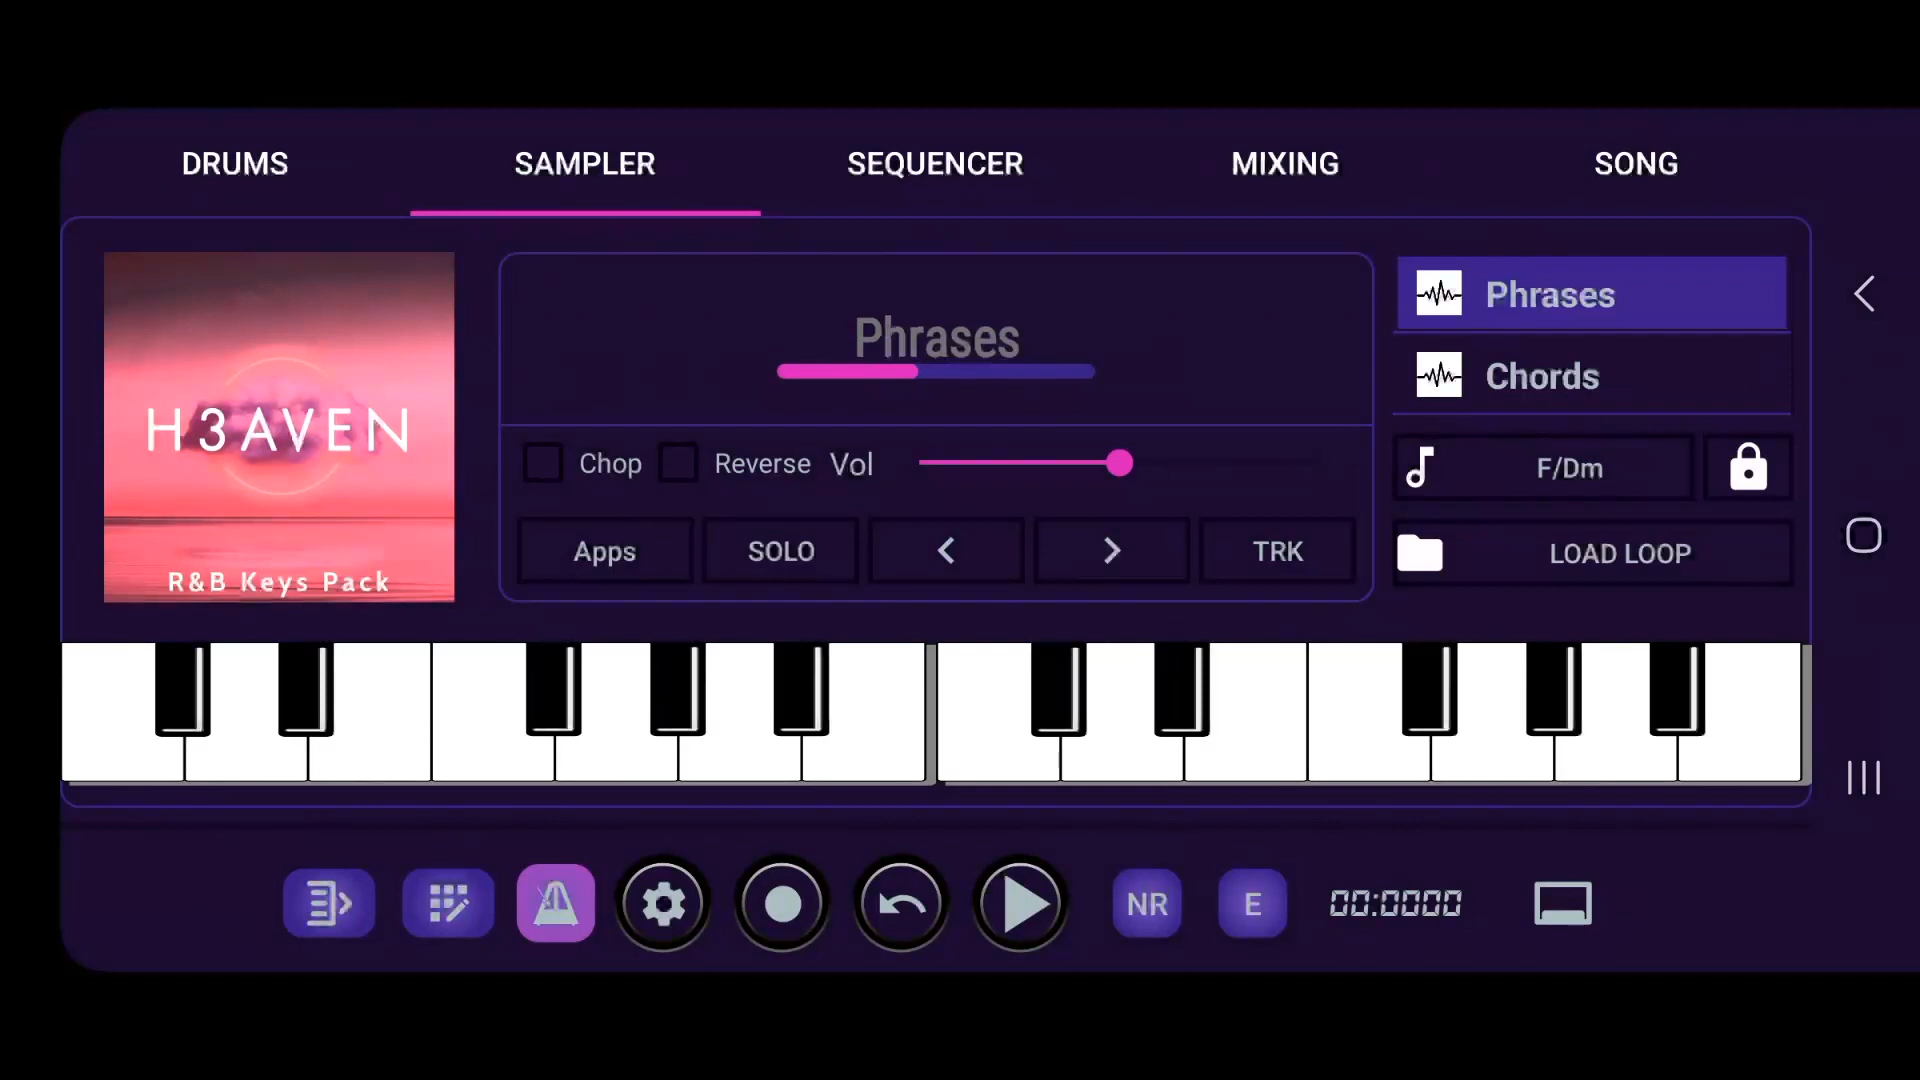 DRUMS SAMPLER SEQUENCER MIXING SONG
H3AVEN
R&B Keys Pack
Phrases
Chop Reverse Vol
Apps SOLO < > TRK
Phrases
Chords
F/Dm
LOAD LOOP
NR E 00:0000